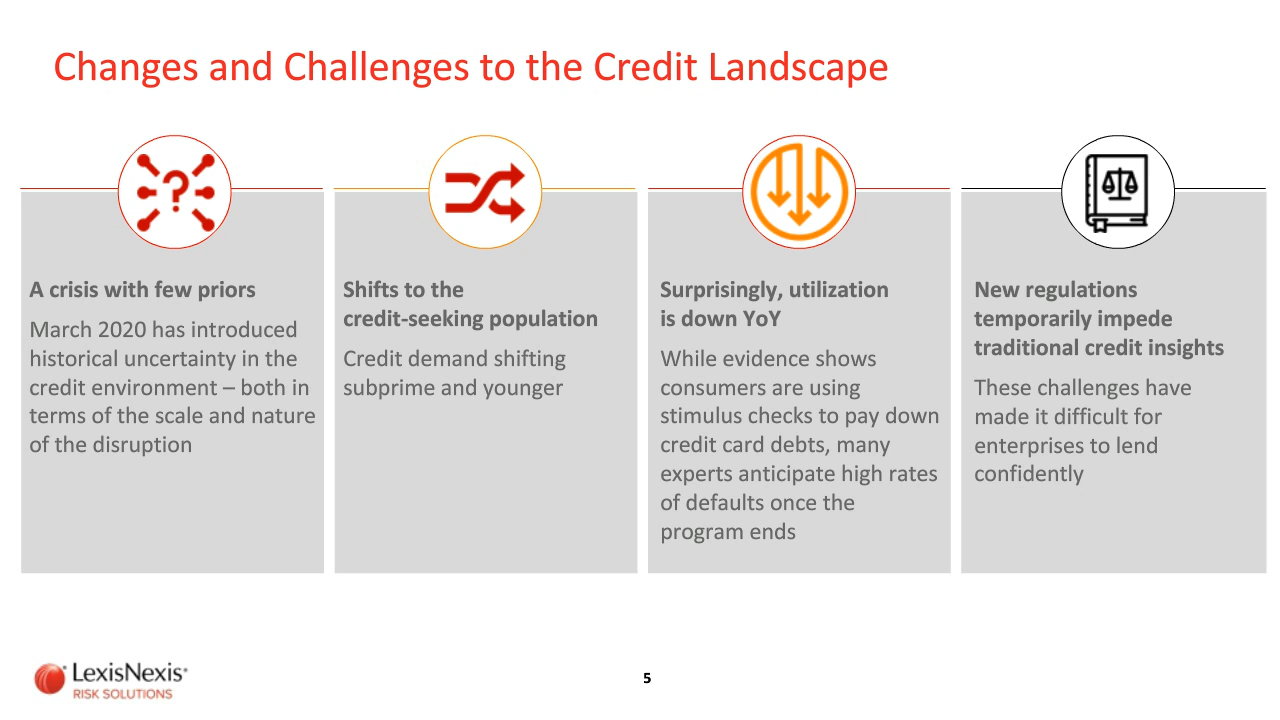 Changes and Challenges to the Credit Landscape
A crisis with few priors
March 2020 has introduced
historical uncertainty in the
credit environment – both in
terms of the scale and nature
of the disruption
Shifts to the
credit-seeking population
Credit demand shifting
subprime and younger
Surprisingly, utilization
is down YoY
While evidence shows
consumers are using
stimulus checks to pay down
credit card debts, many
experts anticipate high rates
of defaults once the
program ends
New regulations
temporarily impede
traditional credit insights
These challenges have
made it difficult for
enterprises to lend
confidently
LexisNexis®
RISK SOLUTIONS
5